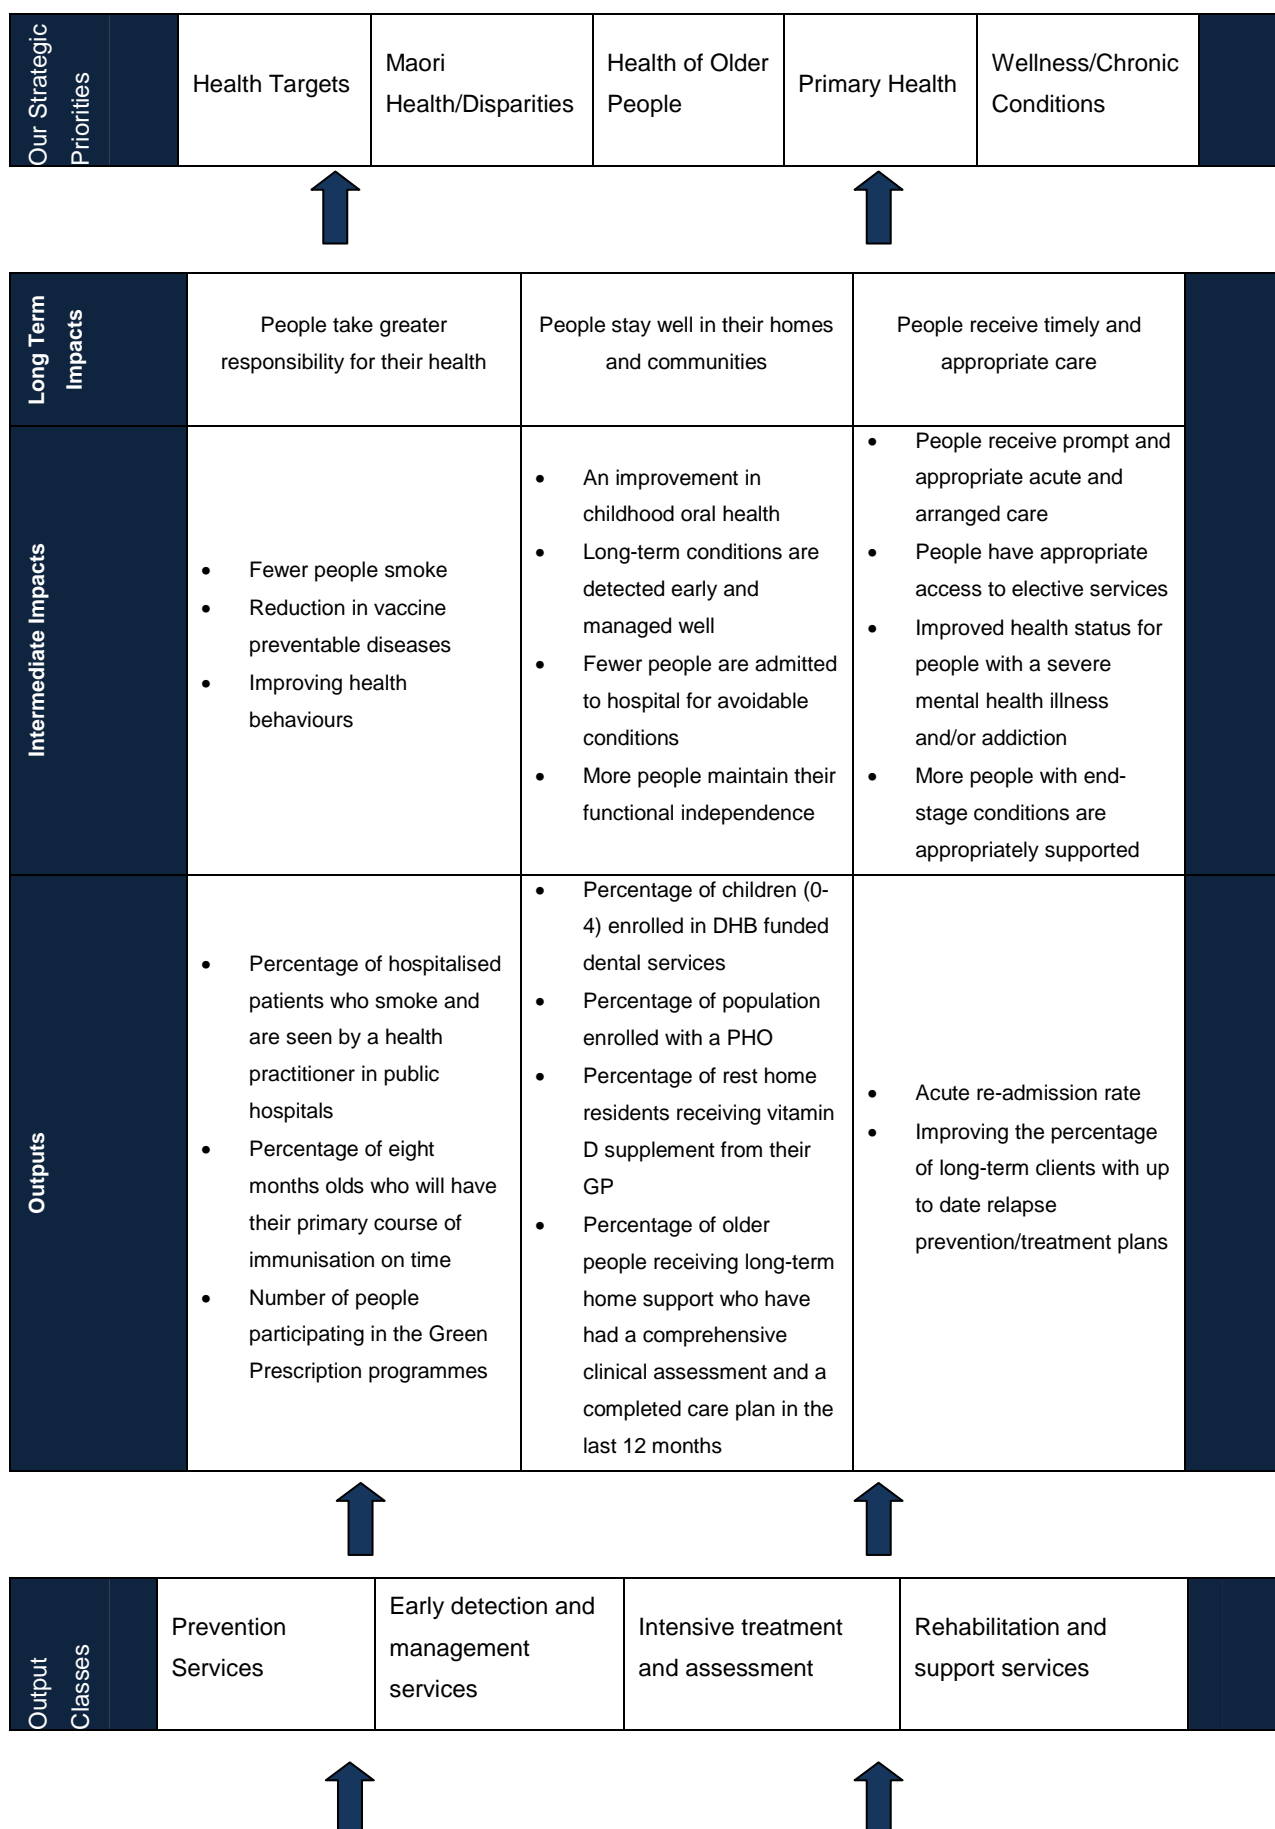 Our Strategic
Priorities
Health Targets
Maori
Health/Disparities
Health of Older
People
Primary Health
Wellness/Chronic
Conditions
Long Term
Impacts
People take greater
responsibility for their health
People stay well in their homes
and communities
People receive timely and
appropriate care
Intermediate Impacts
• Fewer people smoke
• Reduction in vaccine
preventable diseases
• Improving health
behaviours
• An improvement in
childhood oral health
• Long-term conditions are
detected early and
managed well
• Fewer people are admitted
to hospital for avoidable
conditions
• More people maintain their
functional independence
• People receive prompt and
appropriate acute and
arranged care
• People have appropriate
access to elective services
• Improved health status for
people with a severe
mental health illness
and/or addiction
• More people with end-
stage conditions are
appropriately supported
Outputs
• Percentage of hospitalised
patients who smoke and
are seen by a health
practitioner in public
hospitals
• Percentage of eight
months olds who will have
their primary course of
immunisation on time
• Number of people
participating in the Green
Prescription programmes
• Percentage of children (0-
4) enrolled in DHB funded
dental services
• Percentage of population
enrolled with a PHO
• Percentage of rest home
residents receiving vitamin
D supplement from their
GP
• Percentage of older
people receiving long-term
home support who have
had a comprehensive
clinical assessment and a
completed care plan in the
last 12 months
• Acute re-admission rate
• Improving the percentage
of long-term clients with up
to date relapse
prevention/treatment plans
Output
Classes
Prevention
Services
Early detection and
management
services
Intensive treatment
and assessment
Rehabilitation and
support services